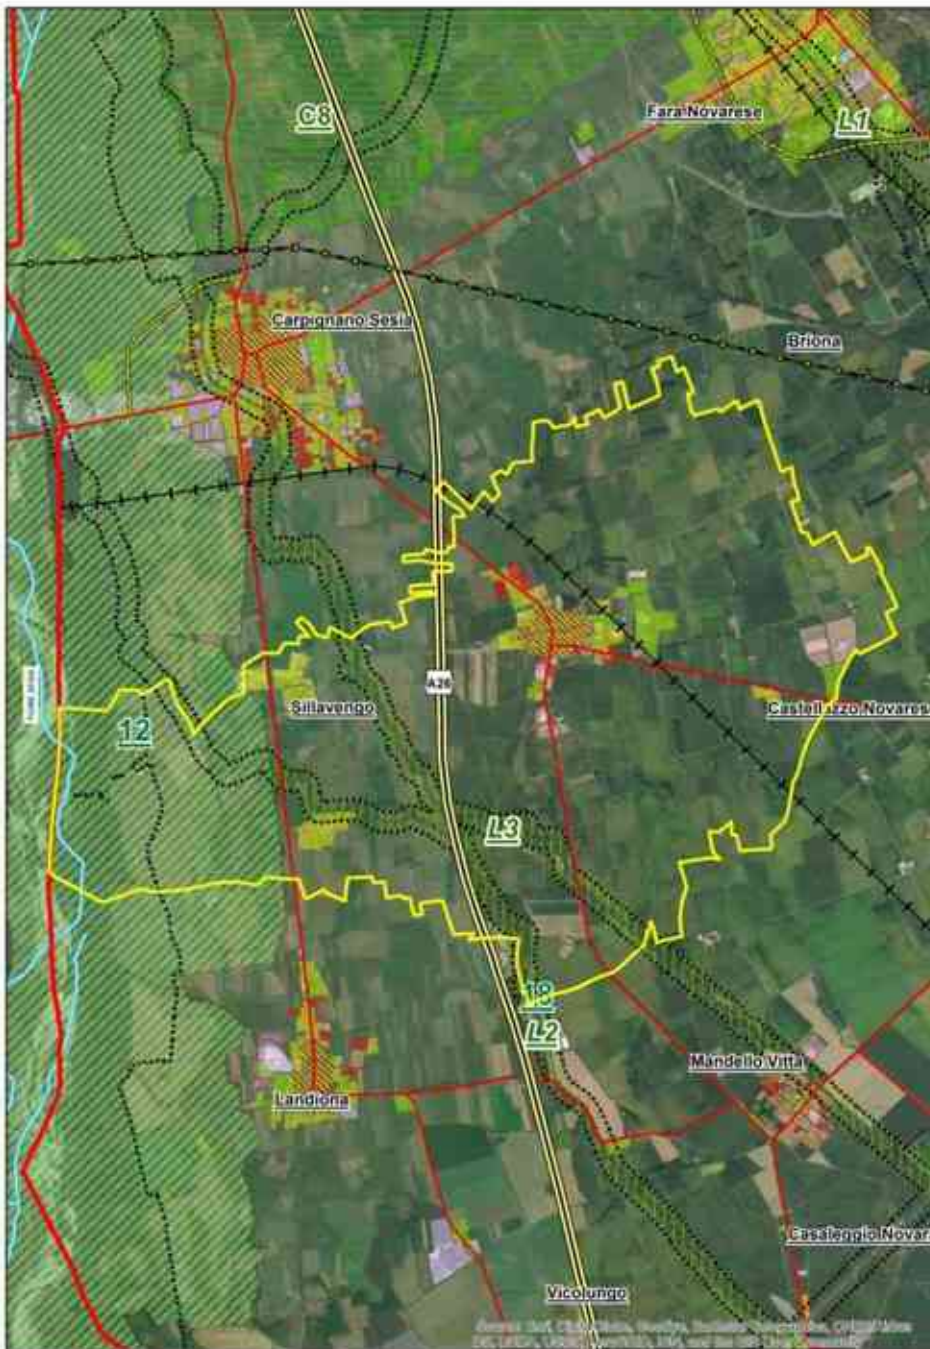 C8
Fara Novarese
L1
Carpignano Sesia
Briona
A26
Sillavengo
12
Castellazzo Novarese
L3
18
L2
Mandello Vitta
Landiona
Casaleggio Novar
Vicolungo